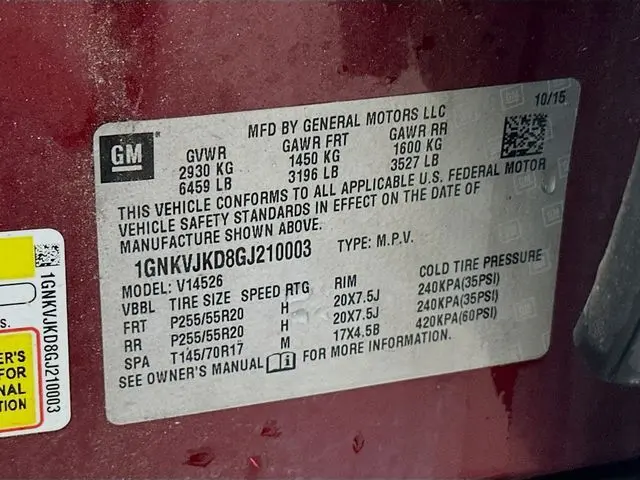 GM
MFD BY GENERAL MOTORS LLC
10/15
GVWR GAWR FRT GAWR RR
2930 KG 1450 KG 1600 KG
6459 LB 3196 LB 3527 LB
THIS VEHICLE CONFORMS TO ALL APPLICABLE U.S. FEDERAL MOTOR
VEHICLE SAFETY STANDARDS IN EFFECT ON THE DATE OF
MANUFACTURE SHOWN ABOVE.
1GNKVJKD8GJ210003 TYPE: M.P.V.
MODEL: V14526
VBBL TIRE SIZE SPEED RTG RIM COLD TIRE PRESSURE
FRT P255/55R20 H 20X7.5J 240KPA(35PSI)
RR P255/55R20 H 20X7.5J 240KPA(35PSI)
SPA T145/70R17 M 17X4.5B 420KPA(60PSI)
SEE OWNER'S MANUAL FOR MORE INFORMATION.
1GNKVJKD8GJ210003
S.
ER'S
FOR
NAL
TION